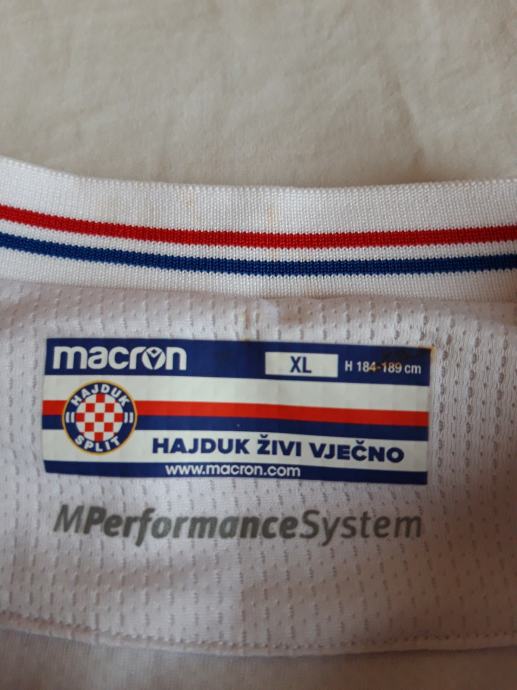 macron
XL
H 184-189 cm
HAJDUK
SPLIT
HAJDUK ŽIVI VJEČNO
www.macron.com
MPerformanceSystem